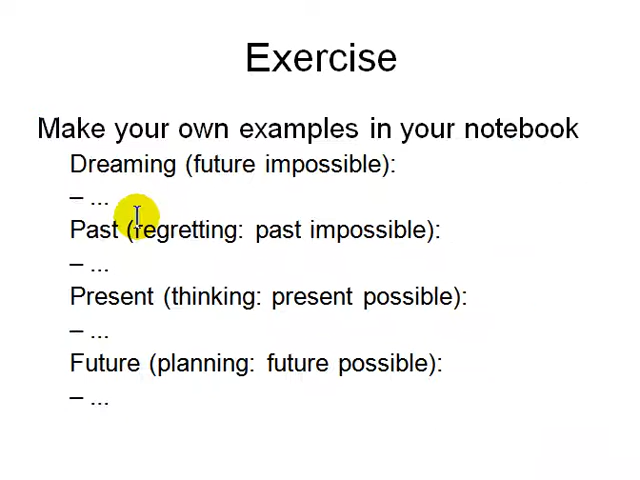 Exercise
Make your own examples in your notebook
Dreaming (future impossible):
– ...
Past (regretting: past impossible):
– ...
Present (thinking: present possible):
– ...
Future (planning: future possible):
– ...